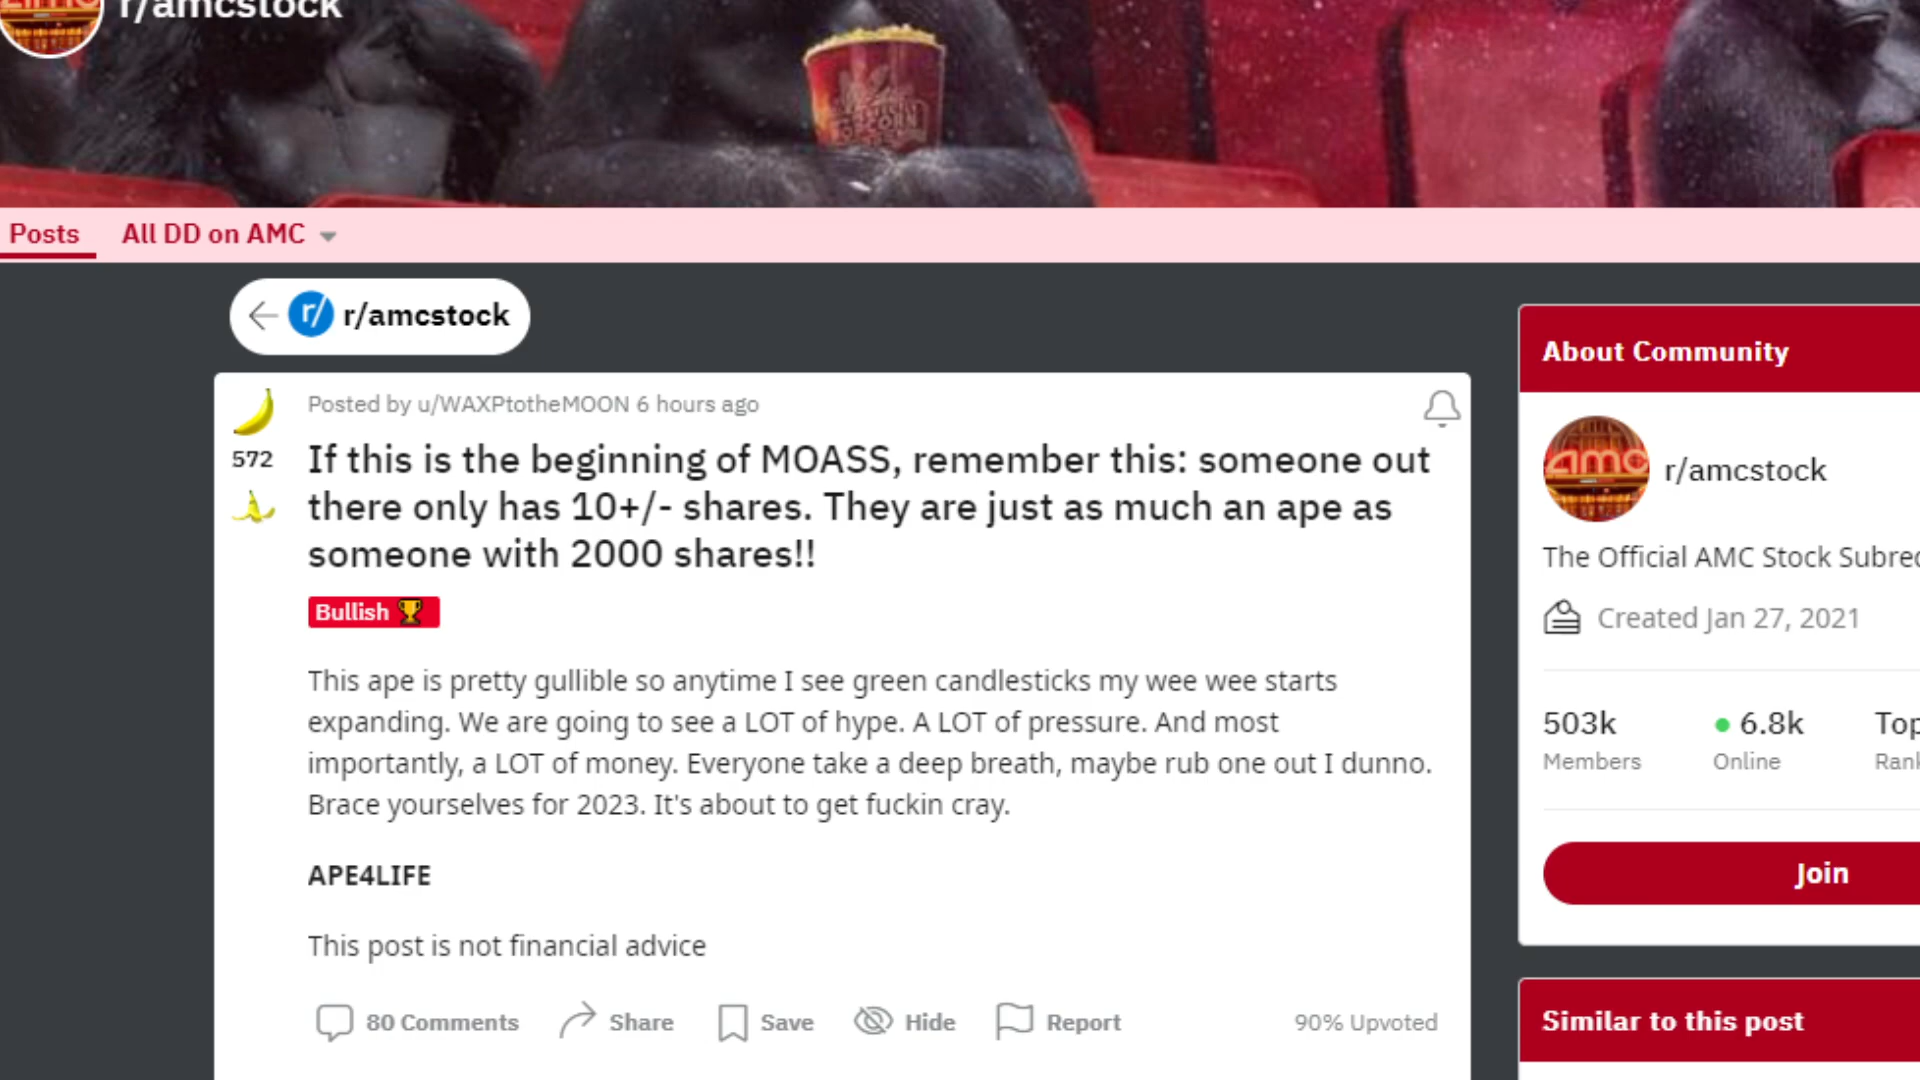 r/amcstock
Posts
All DD on AMC
r/ r/amcstock
Posted by u/WAXPtotheMOON 6 hours ago
572
If this is the beginning of MOASS, remember this: someone out
there only has 10+/- shares. They are just as much an ape as
someone with 2000 shares!!
Bullish
This ape is pretty gullible so anytime I see green candlesticks my wee wee starts
expanding. We are going to see a LOT of hype. A LOT of pressure. And most
importantly, a LOT of money. Everyone take a deep breath, maybe rub one out I dunno.
Brace yourselves for 2023. It's about to get fuckin cray.
APE4LIFE
This post is not financial advice
80 Comments
Share
Save
Hide
Report
90% Upvoted
About Community
amc
r/amcstock
The Official AMC Stock Subred
Created Jan 27, 2021
503k
Members
6.8k
Online
Top
Rank
Join
Similar to this post